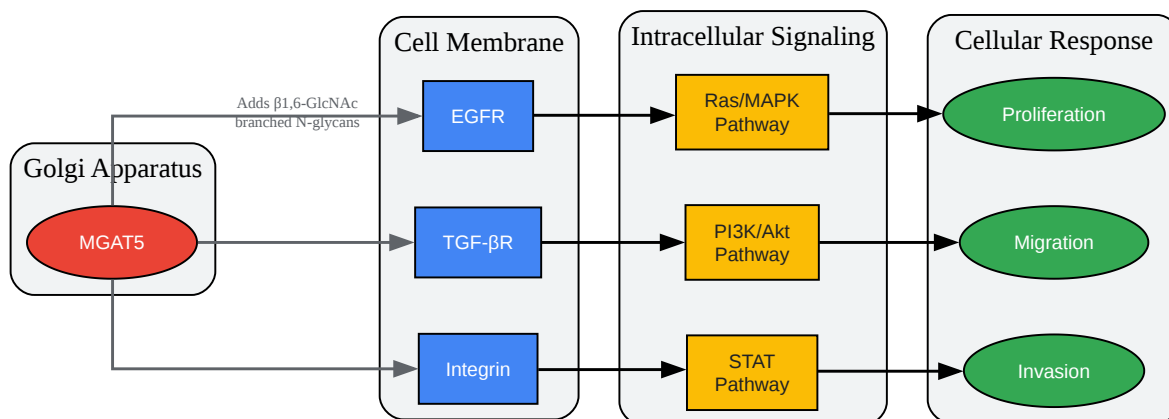 Cell Membrane
Intracellular Signaling
Cellular Response
Adds β1,6-GlcNAc
branched N-glycans
EGFR
Ras/MAPK
Pathway
Proliferation
Golgi Apparatus
MGAT5
TGF-βR
PI3K/Akt
Pathway
Migration
Integrin
STAT
Pathway
Invasion